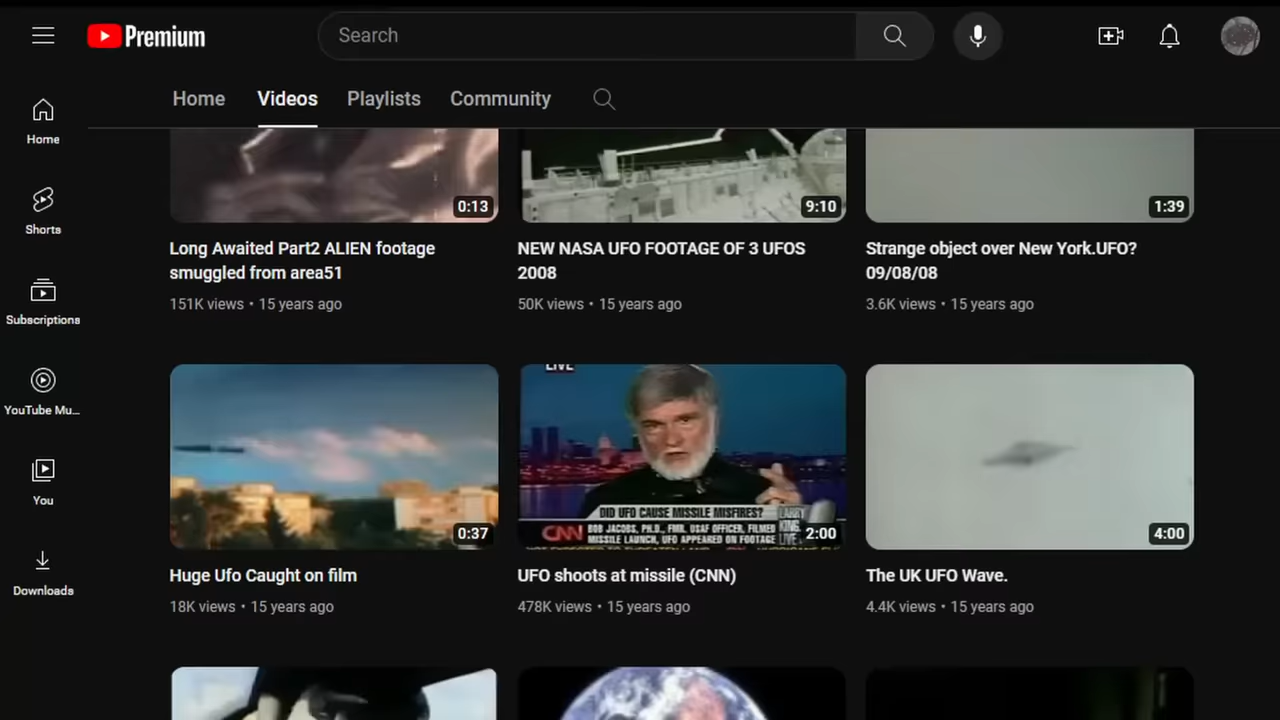 Premium
Search
Home
Videos
Playlists
Community
Home
Shorts
Subscriptions
YouTube Mu...
You
Downloads
0:13
9:10
1:39
Long Awaited Part2 ALIEN footage
smuggled from area51
151K views • 15 years ago
NEW NASA UFO FOOTAGE OF 3 UFOS
2008
50K views • 15 years ago
Strange object over New York.UFO?
09/08/08
3.6K views • 15 years ago
0:37
LIVE
DID UFO CAUSE MISSILE MISFIRES?
CNN
BOB JACOBS, PH.D., FMR. USAF OFFICER, FILMED
MISSILE LAUNCH, UFO APPEARED ON FOOTAGE
LARRY
KING
LIVE
2:00
4:00
Huge Ufo Caught on film
18K views • 15 years ago
UFO shoots at missile (CNN)
478K views • 15 years ago
The UK UFO Wave.
4.4K views • 15 years ago